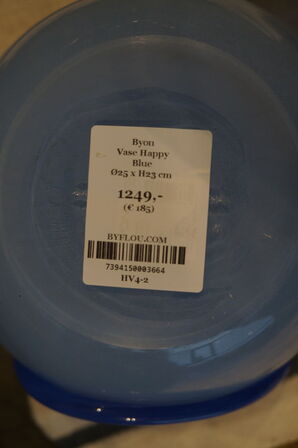 Byon
Vase Happy
Blue
Ø25 x H23 cm
1249,-
(€ 185)
BYFLOU.COM
7394150003664
HV4-2